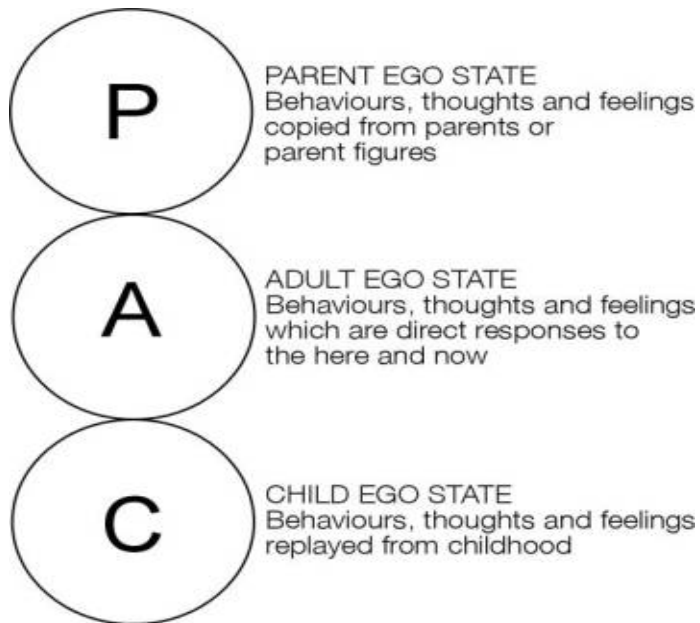 P
PARENT EGO STATE
Behaviours, thoughts and feelings
copied from parents or
parent figures
A
ADULT EGO STATE
Behaviours, thoughts and feelings
which are direct responses to
the here and now
C
CHILD EGO STATE
Behaviours, thoughts and feelings
replayed from childhood